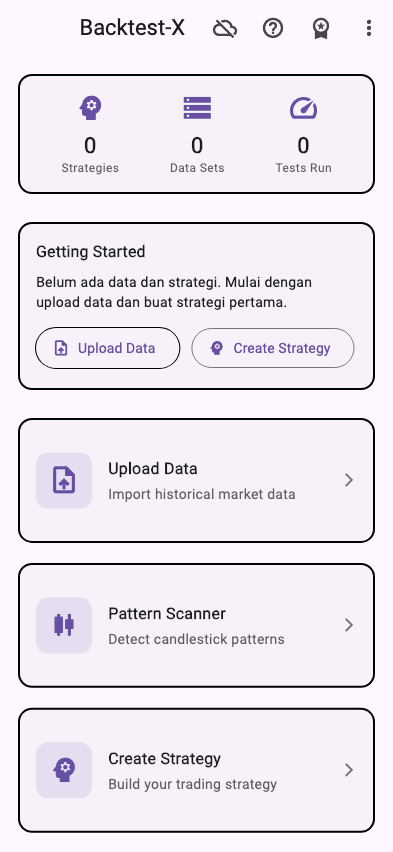 Backtest-X
0
0
0
Strategies
Data Sets
Tests Run
Getting Started
Belum ada data dan strategi. Mulai dengan
upload data dan buat strategi pertama.
Upload Data
Create Strategy
Upload Data
Import historical market data
Pattern Scanner
Detect candlestick patterns
Create Strategy
Build your trading strategy